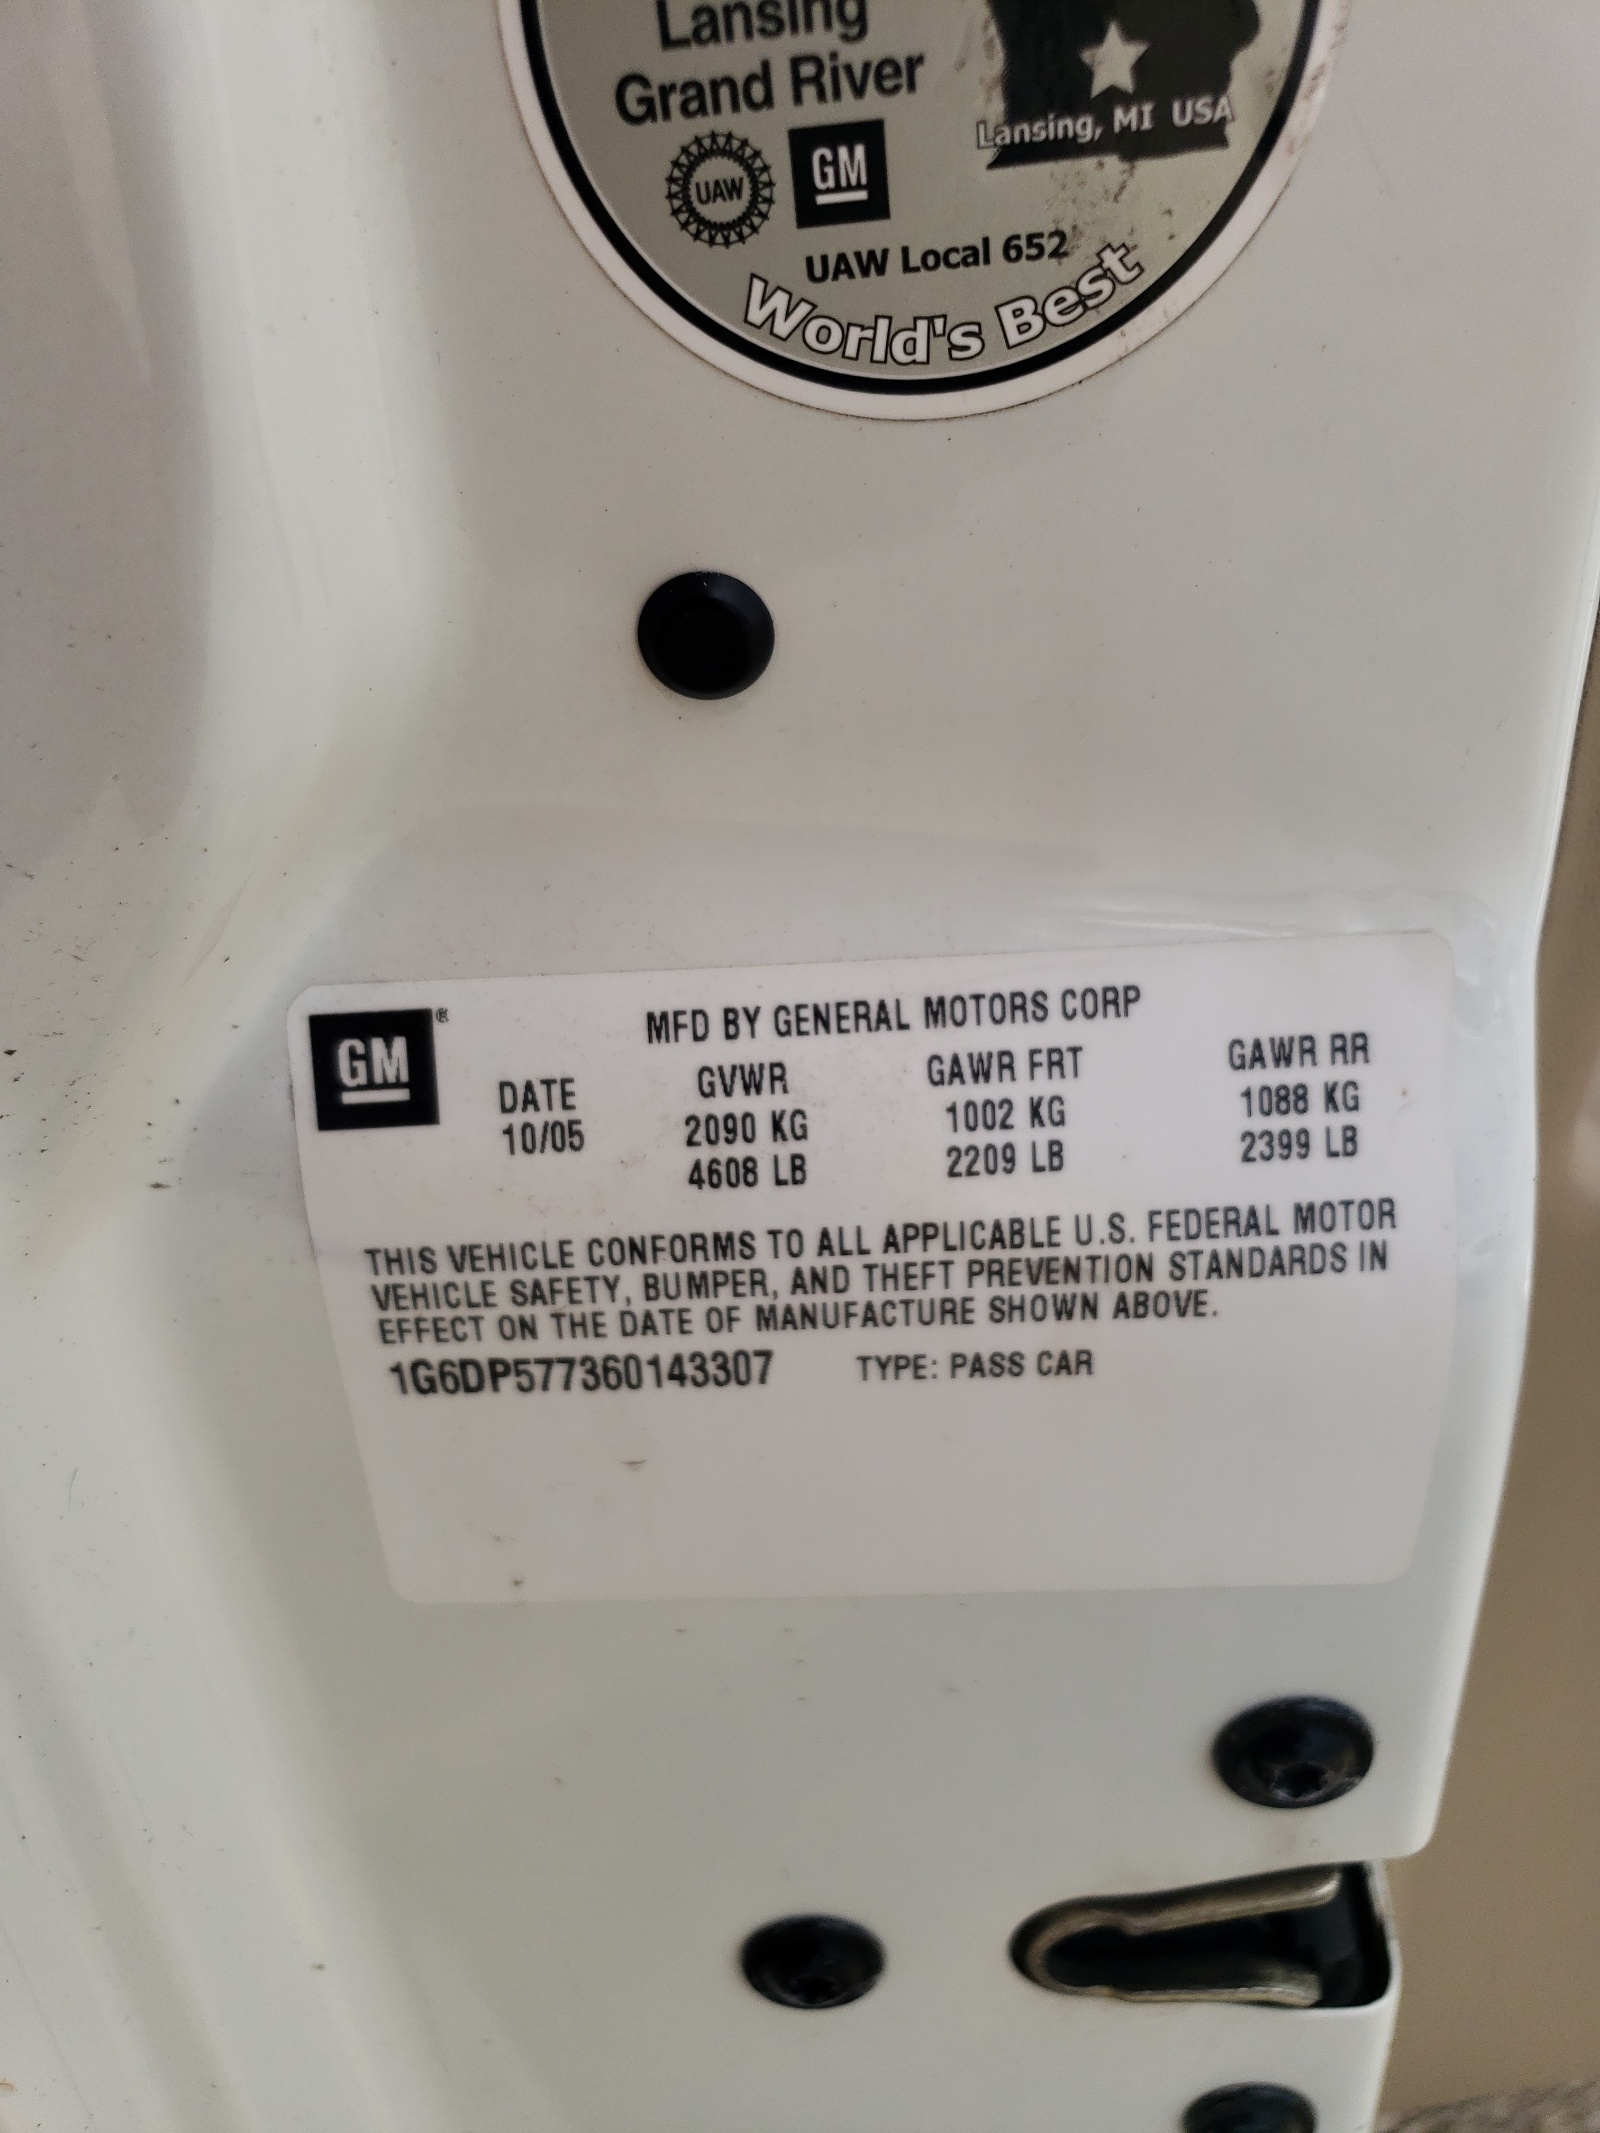 Lansing
Grand River
Lansing, MI USA
UAW
GM
UAW Local 652
World's Best
GM®
MFD BY GENERAL MOTORS CORP
DATE GVWR GAWR FRT GAWR RR
10/05 2090 KG 1002 KG 1088 KG
4608 LB 2209 LB 2399 LB
THIS VEHICLE CONFORMS TO ALL APPLICABLE U.S. FEDERAL MOTOR
VEHICLE SAFETY, BUMPER, AND THEFT PREVENTION STANDARDS IN
EFFECT ON THE DATE OF MANUFACTURE SHOWN ABOVE.
1G6DP577360143307 TYPE: PASS CAR